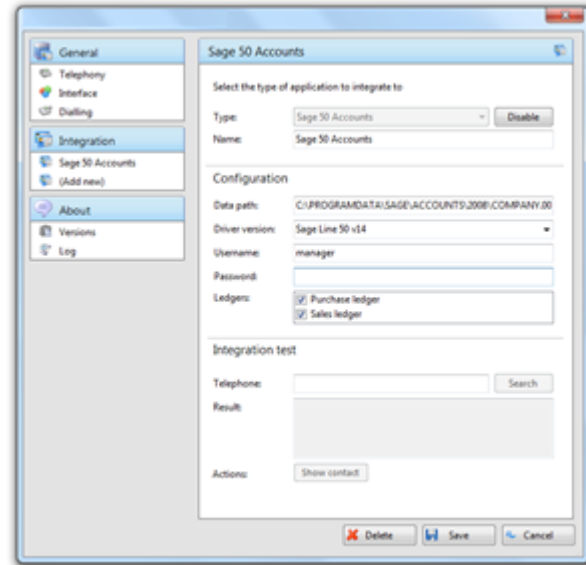 General
Telephony
Interface
Dialling
Integration
Sage 50 Accounts
(Add new)
About
Versions
Log
Sage 50 Accounts
Select the type of application to integrate to
Type: Sage 50 Accounts Disable
Name: Sage 50 Accounts
Configuration
Data path: C:\PROGRAMDATA\SAGE\ACCOUNTS\2008\COMPANY.00
Driver version: Sage Line 50 v14
Username: manager
Password:
Ledgers: Purchase ledger
Sales ledger
Integration test
Telephone: Search
Result:
Actions: Show contact
Delete Save Cancel